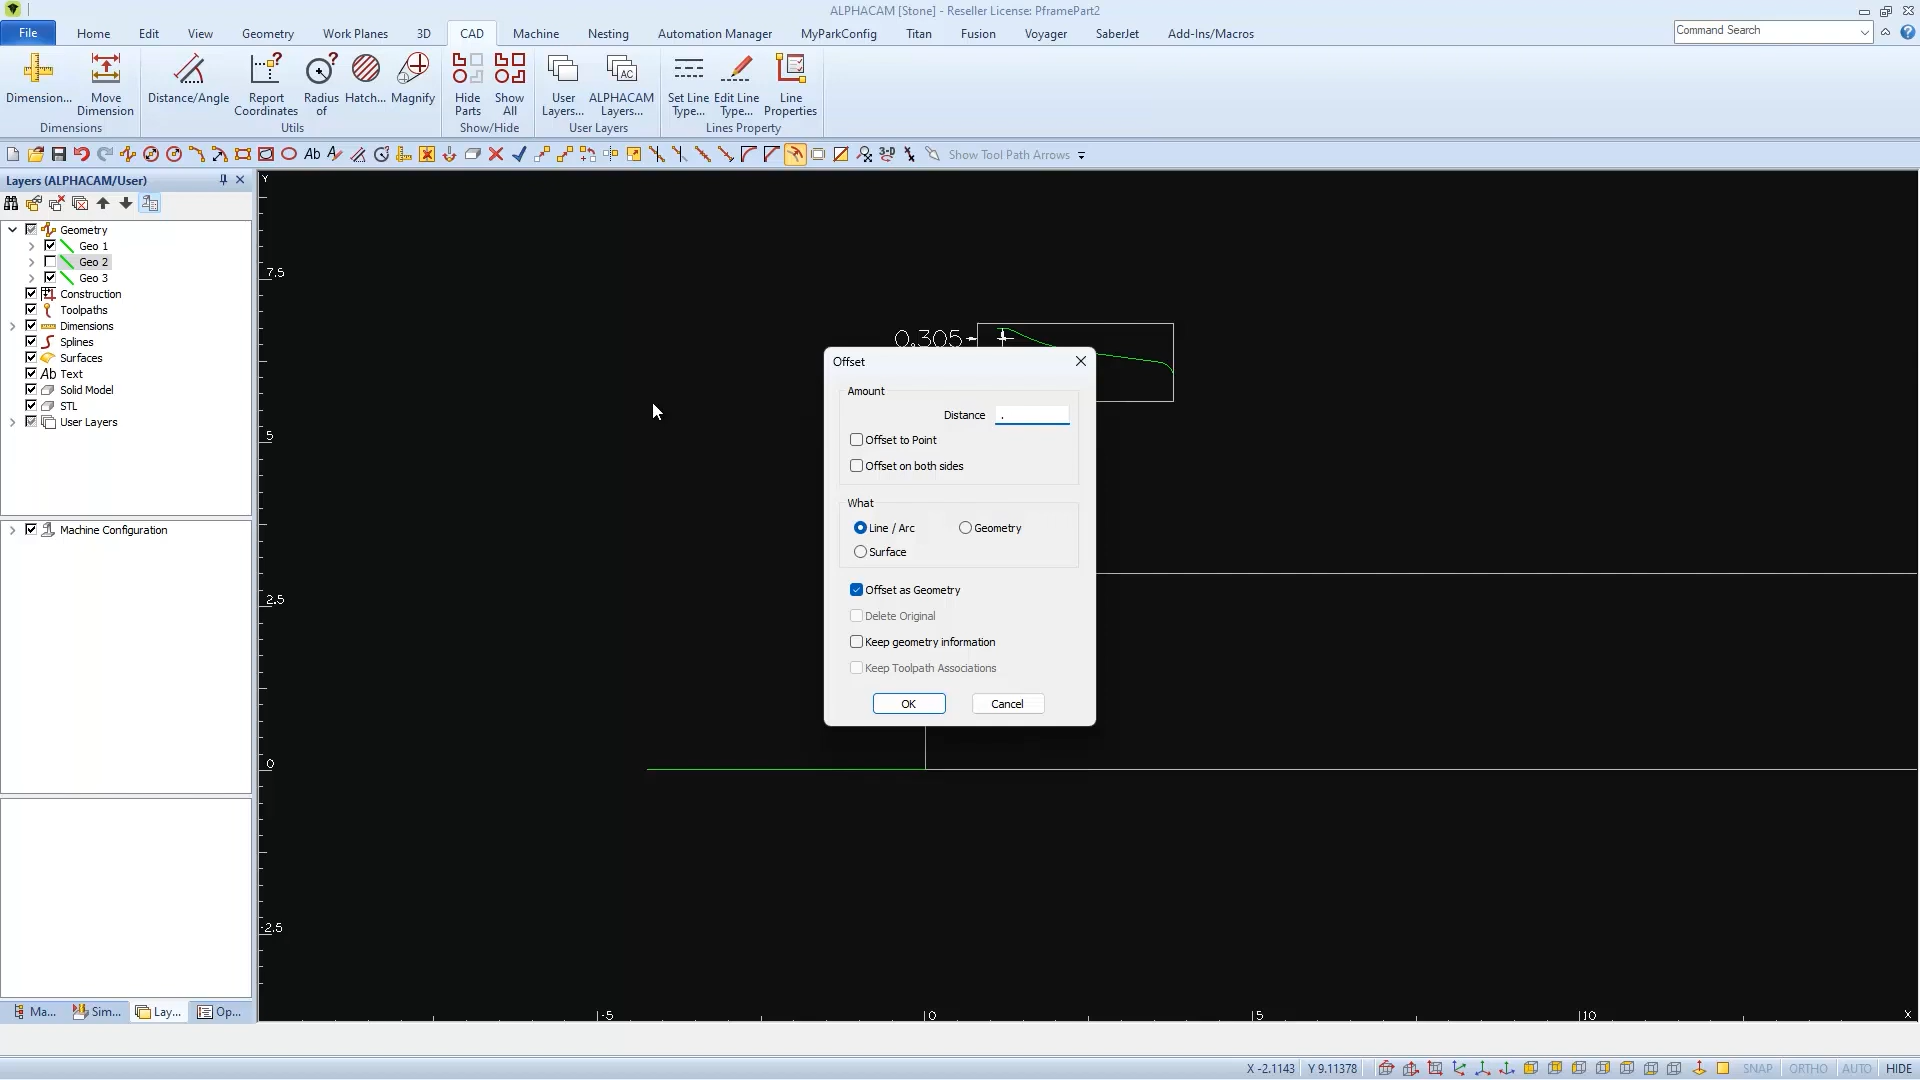 ALPHACAM [Stone] - Reseller License: PframePart2
File Home Edit View Geometry Work Planes 3D CAD Machine Nesting Automation Manager MyParkConfig Titan Fusion Voyager SaberJet Add-Ins/Macros
Command Search
Dimension... Move Dimension
Dimensions
Distance/Angle Report Coordinates Radius of Hatch... Magnify
Utils
Hide Parts Show All
Show/Hide
User Layers... ALPHACAM Layers...
User Layers
Set Line Type... Edit Line Type... Line Properties
Lines Property
Ab
3-D
Show Tool Path Arrows
Layers (ALPHACAM/User)
Geometry
Geo 1
Geo 2
Geo 3
Construction
Toolpaths
Dimensions
Splines
Surfaces
Ab Text
Solid Model
STL
User Layers
Machine Configuration
Ma... Sim... Lay... Op...
Y
7.5
5
2.5
0
-2.5
-5 0 5 10 X
0.305
Offset
Amount
Distance .
Offset to Point
Offset on both sides
What
Line / Arc Geometry
Surface
Offset as Geometry
Delete Original
Keep geometry information
Keep Toolpath Associations
OK Cancel
X -2.1143 Y 9.11378 SNAP ORTHO AUTO HIDE